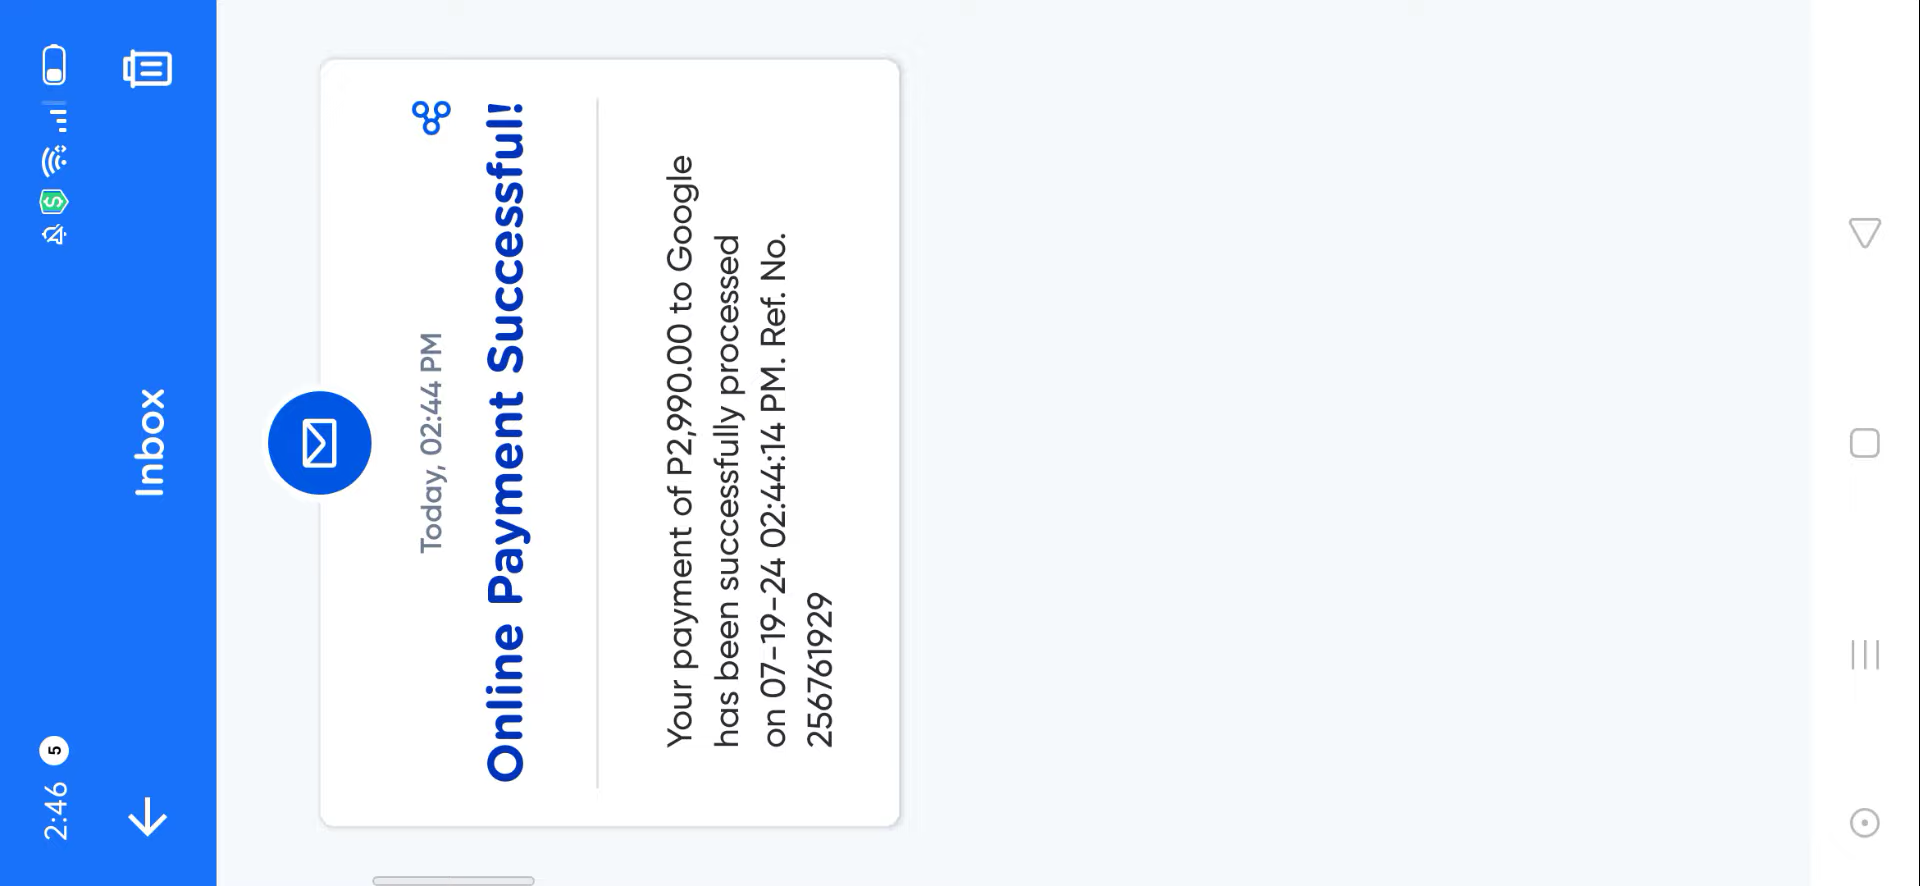 2:46 5
Inbox
Today, 02:44 PM
Online Payment Successful!
Your payment of P2,990.00 to Google
has been successfully processed
on 07-19-24 02:44:14 PM. Ref. No.
256761929